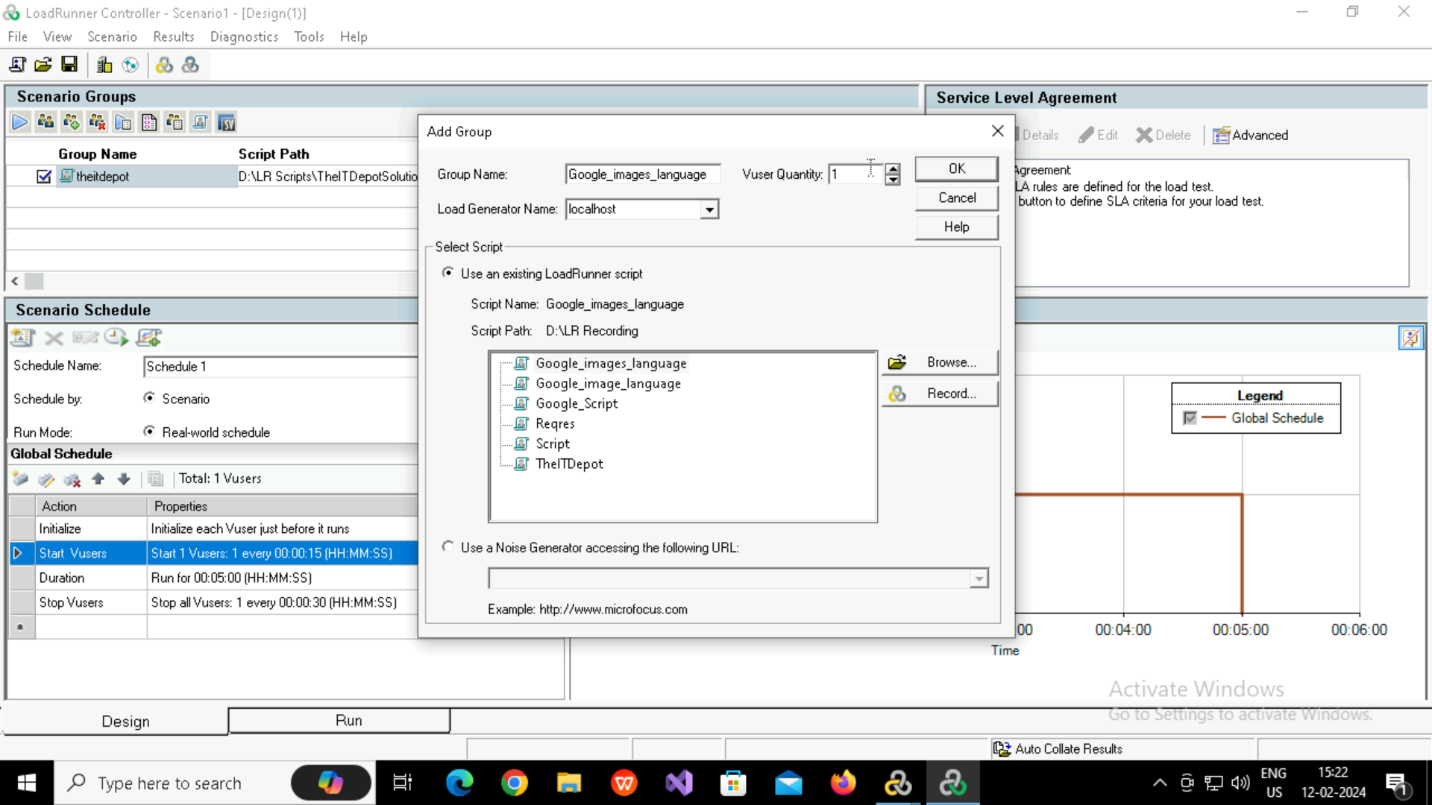 LoadRunner Controller - Scenario1 - [Design(1)]
File View Scenario Results Diagnostics Tools Help
Scenario Groups
Group Name Script Path
theitdepot D:\LR Scripts\TheITDepotSolutio
Service Level Agreement
Details Edit Delete Advanced
Agreement
LA rules are defined for the load test.
button to define SLA criteria for your load test.
Add Group
Group Name: Google_images_language Vuser Quantity: 1 OK
Cancel
Load Generator Name: localhost
Help
Select Script
Use an existing LoadRunner script
Script Name: Google_images_language
Script Path: D:\LR Recording
Google_images_language
Google_image_language
Google_Script
Reqres
Script
TheITDepot
Browse...
Record...
Use a Noise Generator accessing the following URL:
Example: http://www.microfocus.com
Scenario Schedule
Schedule Name: Schedule 1
Schedule by: Scenario
Run Mode: Real-world schedule
Global Schedule
Total: 1 Vusers
Action Properties
Initialize Initialize each Vuser just before it runs
Start Vusers Start 1 Vusers: 1 every 00:00:15 (HH:MM:SS)
Duration Run for 00:05:00 (HH:MM:SS)
Stop Vusers Stop all Vusers: 1 every 00:00:30 (HH:MM:SS)
*
Legend
Global Schedule
00 00:04:00 00:05:00 00:06:00
Time
Activate Windows
Go to Settings to activate Windows.
Design Run
Auto Collate Results
Type here to search
ENG
US
15:22
12-02-2024
1